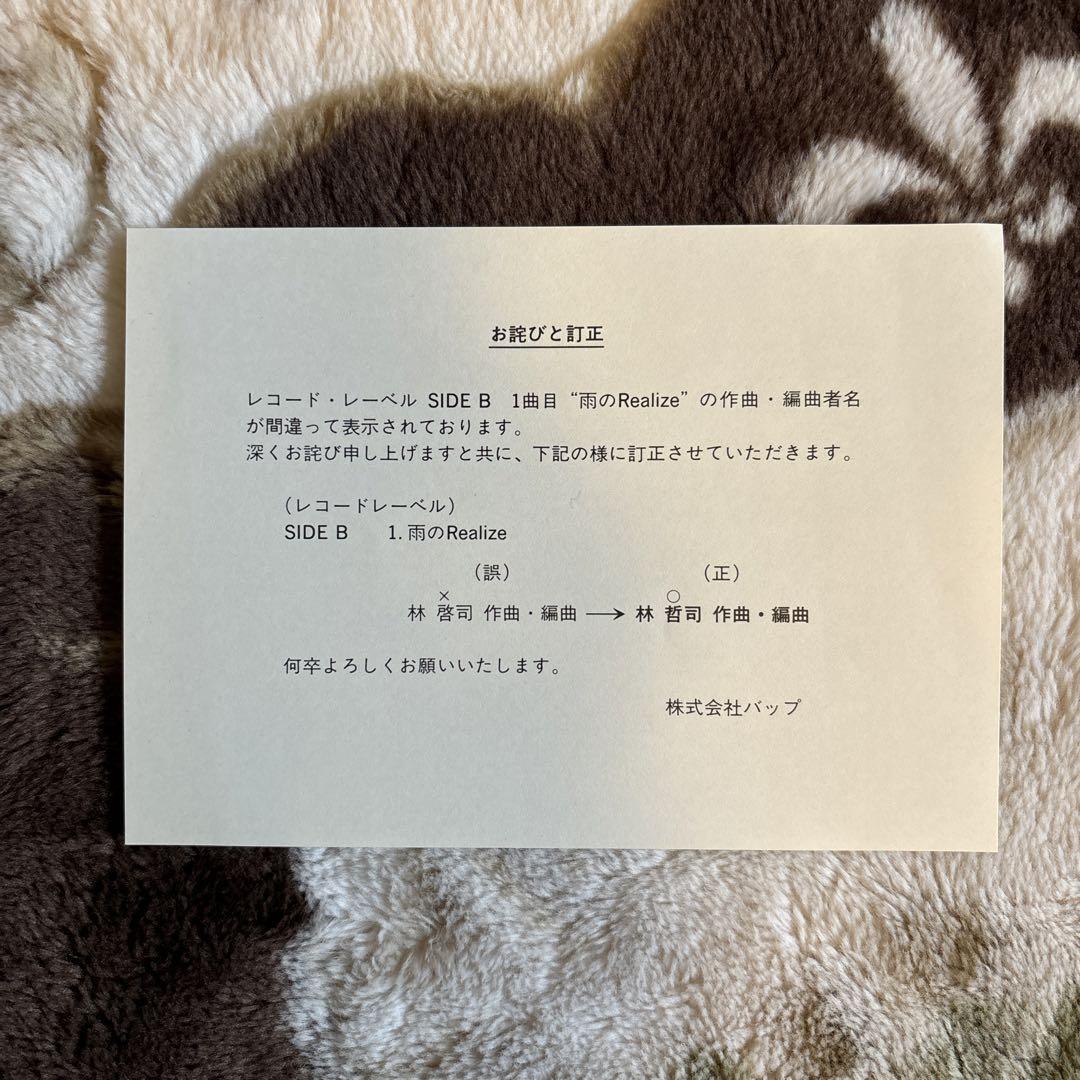 お詫びと訂正
レコード・レーベル SIDE B　1曲目 “雨のRealize” の作曲・編曲者名
が間違って表示されております。
深くお詫び申し上げますと共に、下記の様に訂正させていただきます。
（レコードレーベル）
SIDE B　1. 雨のRealize
（誤）　（正）
×　○
林 啓司 作曲・編曲 ⟶ 林 哲司 作曲・編曲
何卒よろしくお願いいたします。
株式会社バップ